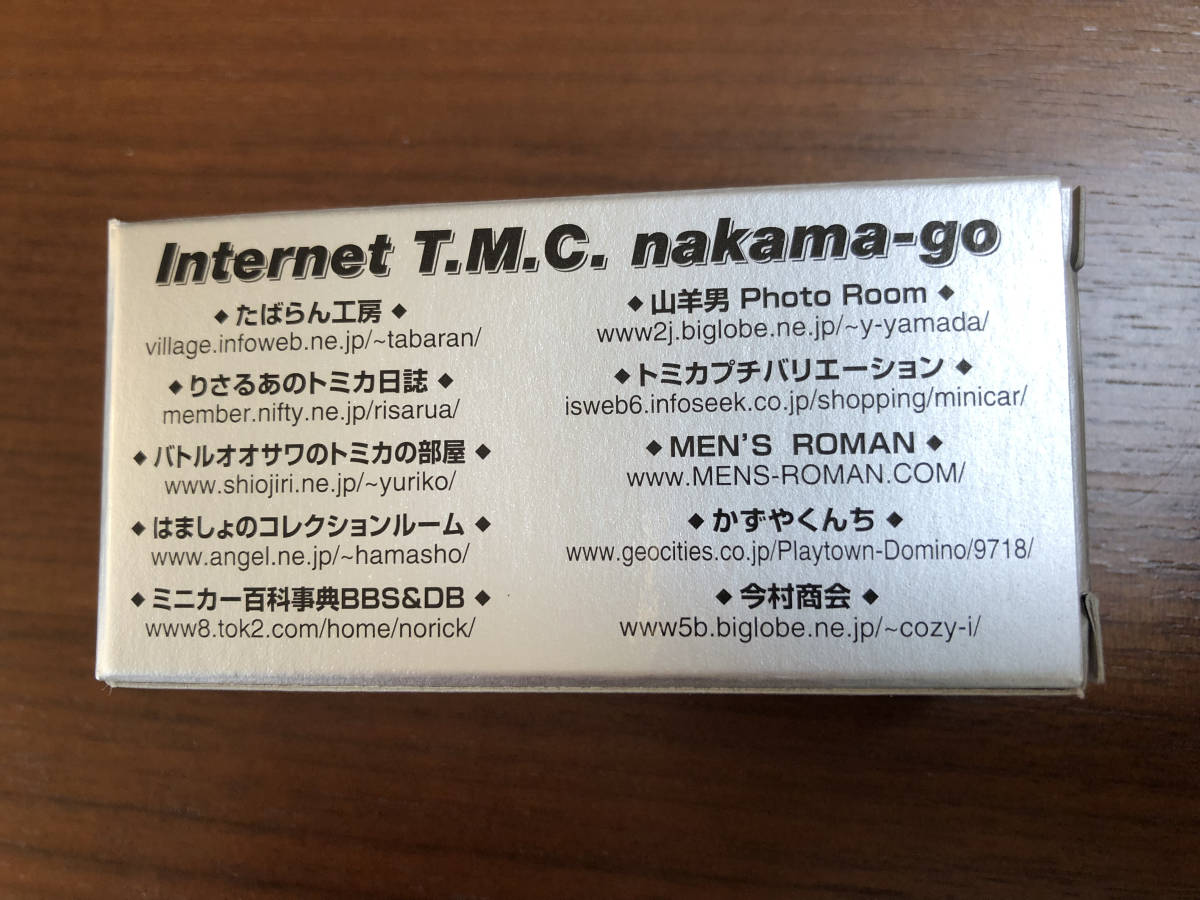 Internet T.M.C. nakama-go
◆ たばらん工房 ◆
village.infoweb.ne.jp/~tabaran/
◆ りさるあのトミカ日誌 ◆
member.nifty.ne.jp/risarua/
◆ バトルオオサワのトミカの部屋 ◆
www.shiojiri.ne.jp/~yuriko/
◆ はましょのコレクションルーム ◆
www.angel.ne.jp/~hamasho/
◆ ミニカー百科事典BBS&DB ◆
www8.tok2.com/home/norick/
◆ 山羊男 Photo Room ◆
www2j.biglobe.ne.jp/~y-yamada/
◆ トミカプチバリエーション ◆
isweb6.infoseek.co.jp/shopping/minicar/
◆ MEN'S ROMAN ◆
www.MENS-ROMAN.COM/
◆ かずやくんち ◆
www.geocities.co.jp/Playtown-Domino/9718/
◆ 今村商会 ◆
www5b.biglobe.ne.jp/~cozy-i/